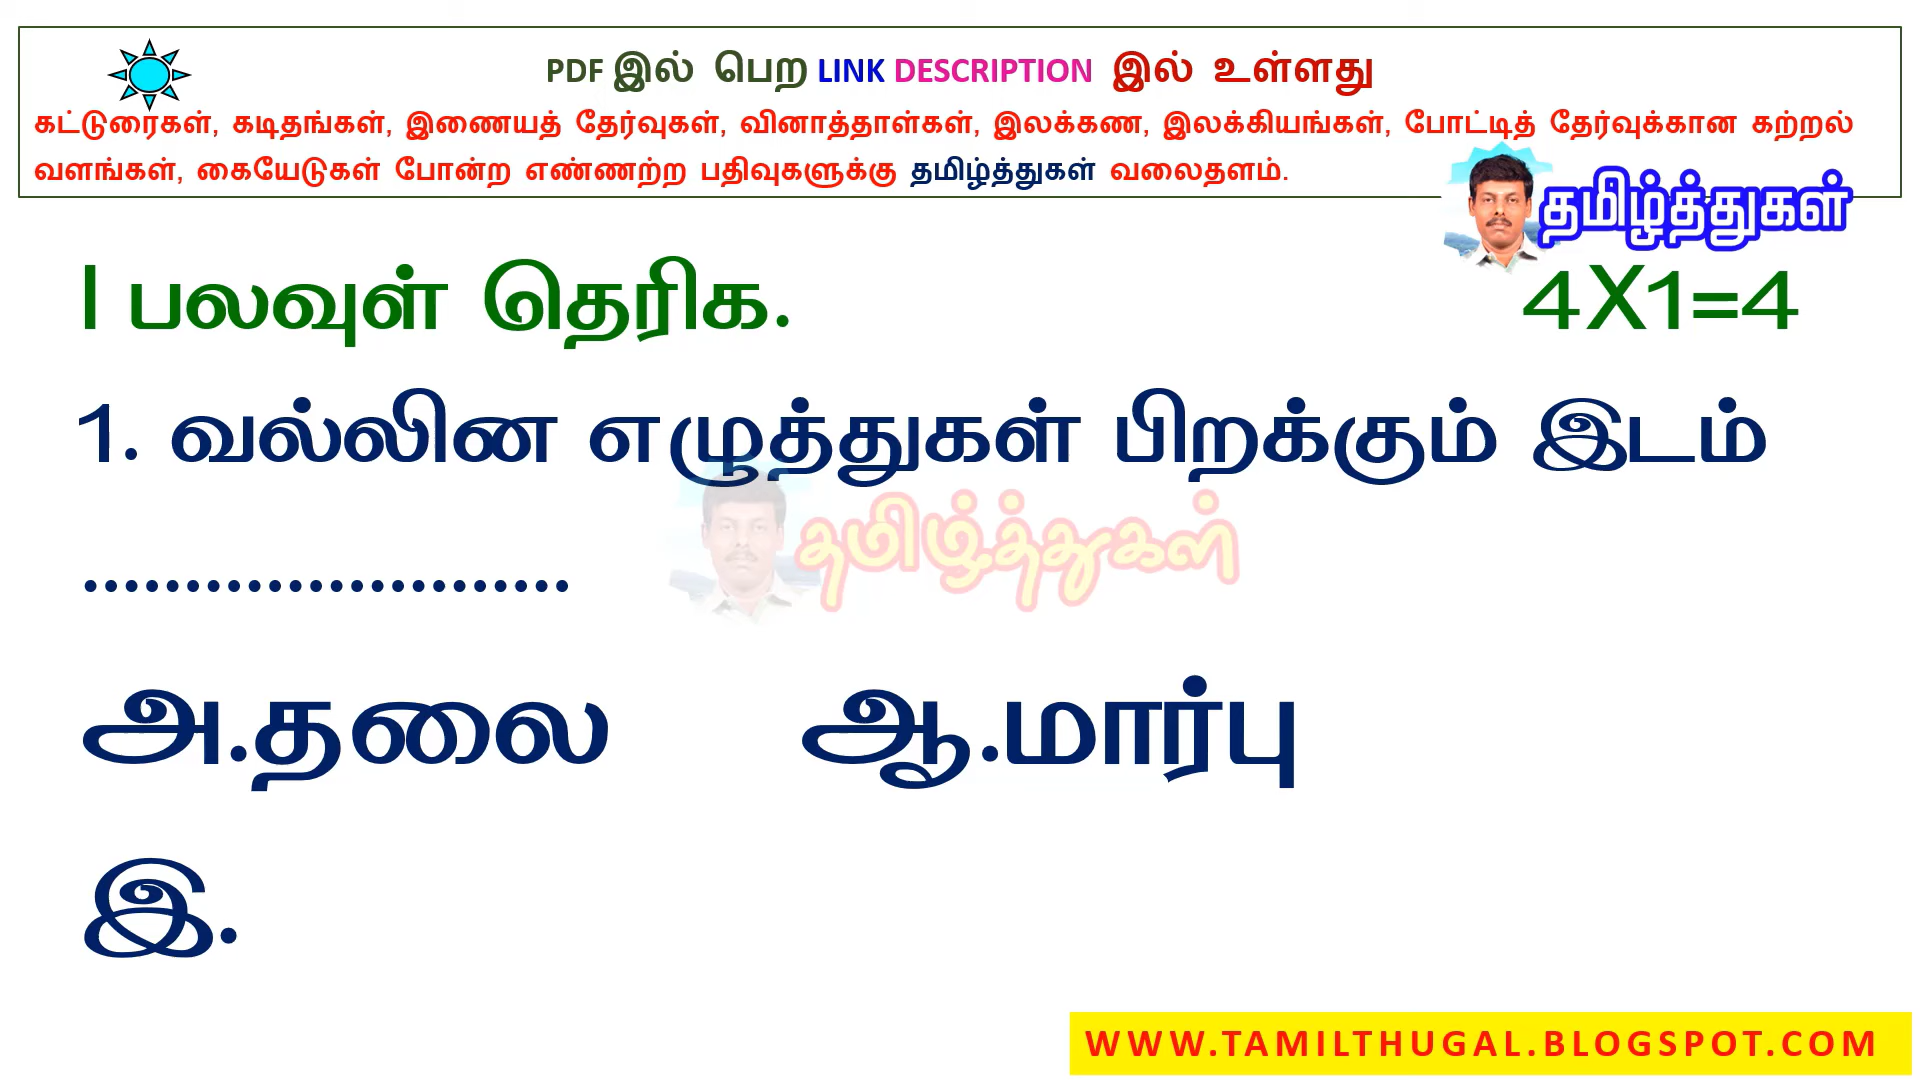 PDF இல் பெற LINK DESCRIPTION இல் உள்ளது
கட்டுரைகள், கடிதங்கள், இணையத் தேர்வுகள், வினாத்தாள்கள், இலக்கண, இலக்கியங்கள், போட்டித் தேர்வுக்கான கற்றல்
வளங்கள், கையேடுகள் போன்ற எண்ணற்ற பதிவுகளுக்கு தமிழ்த்துகள் வலைதளம்.
தமிழ்த்துகள்
I பலவுள் தெரிக. 4X1=4
1. வல்லின எழுத்துகள் பிறக்கும் இடம்
........................
தமிழ்த்துகள்
அ.தலை ஆ.மார்பு
இ.
WWW.TAMILTHUGAL.BLOGSPOT.COM